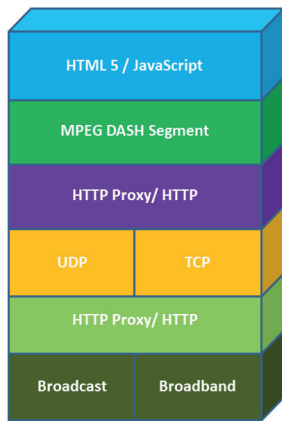 HTML 5 / JavaScript
MPEG DASH Segment
HTTP Proxy/ HTTP
UDP
TCP
HTTP Proxy/ HTTP
Broadcast
Broadband